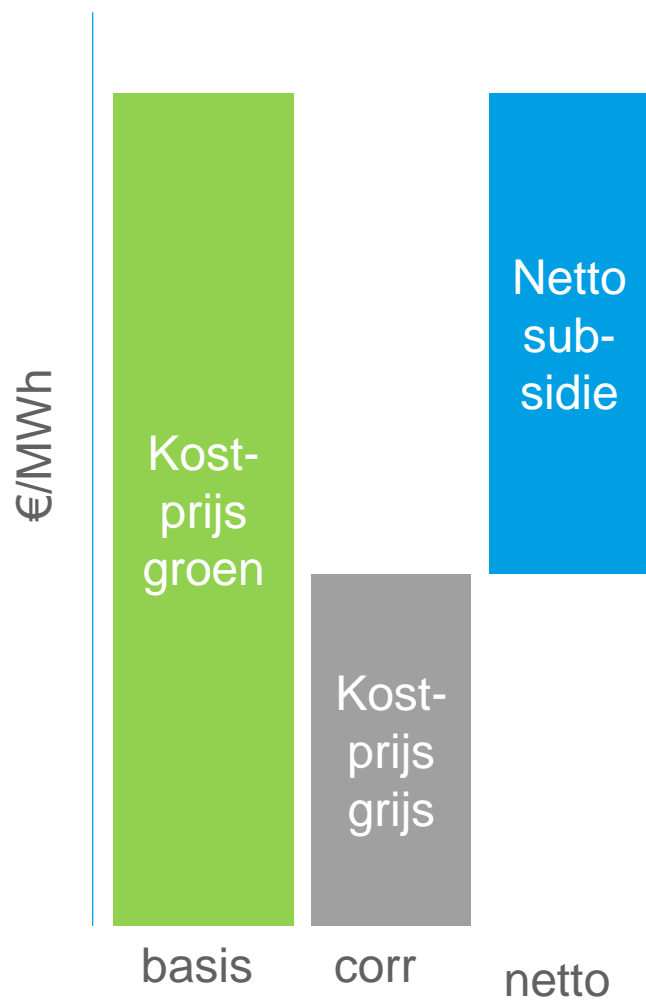 €/MWh
Kost-
prijs
groen
Kost-
prijs
grijs
Netto
sub-
sidie
basis
corr
netto